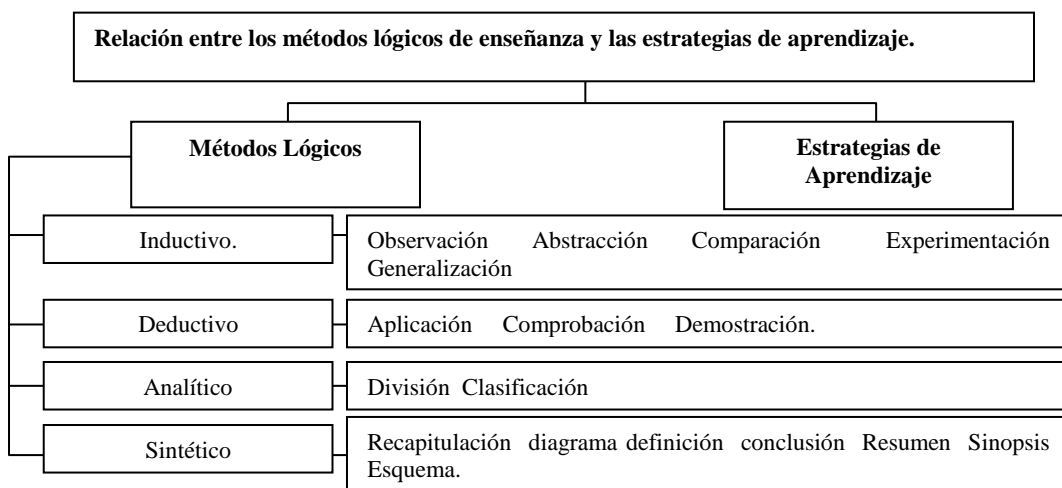 Relación entre los métodos lógicos de enseñanza y las estrategias de aprendizaje.
Métodos Lógicos
Estrategias de
Aprendizaje
Inductivo.
Observación Abstracción Comparación Experimentación
Generalización
Deductivo
Aplicación Comprobación Demostración.
Analítico
División Clasificación
Sintético
Recapitulación diagrama definición conclusión Resumen Sinopsis
Esquema.